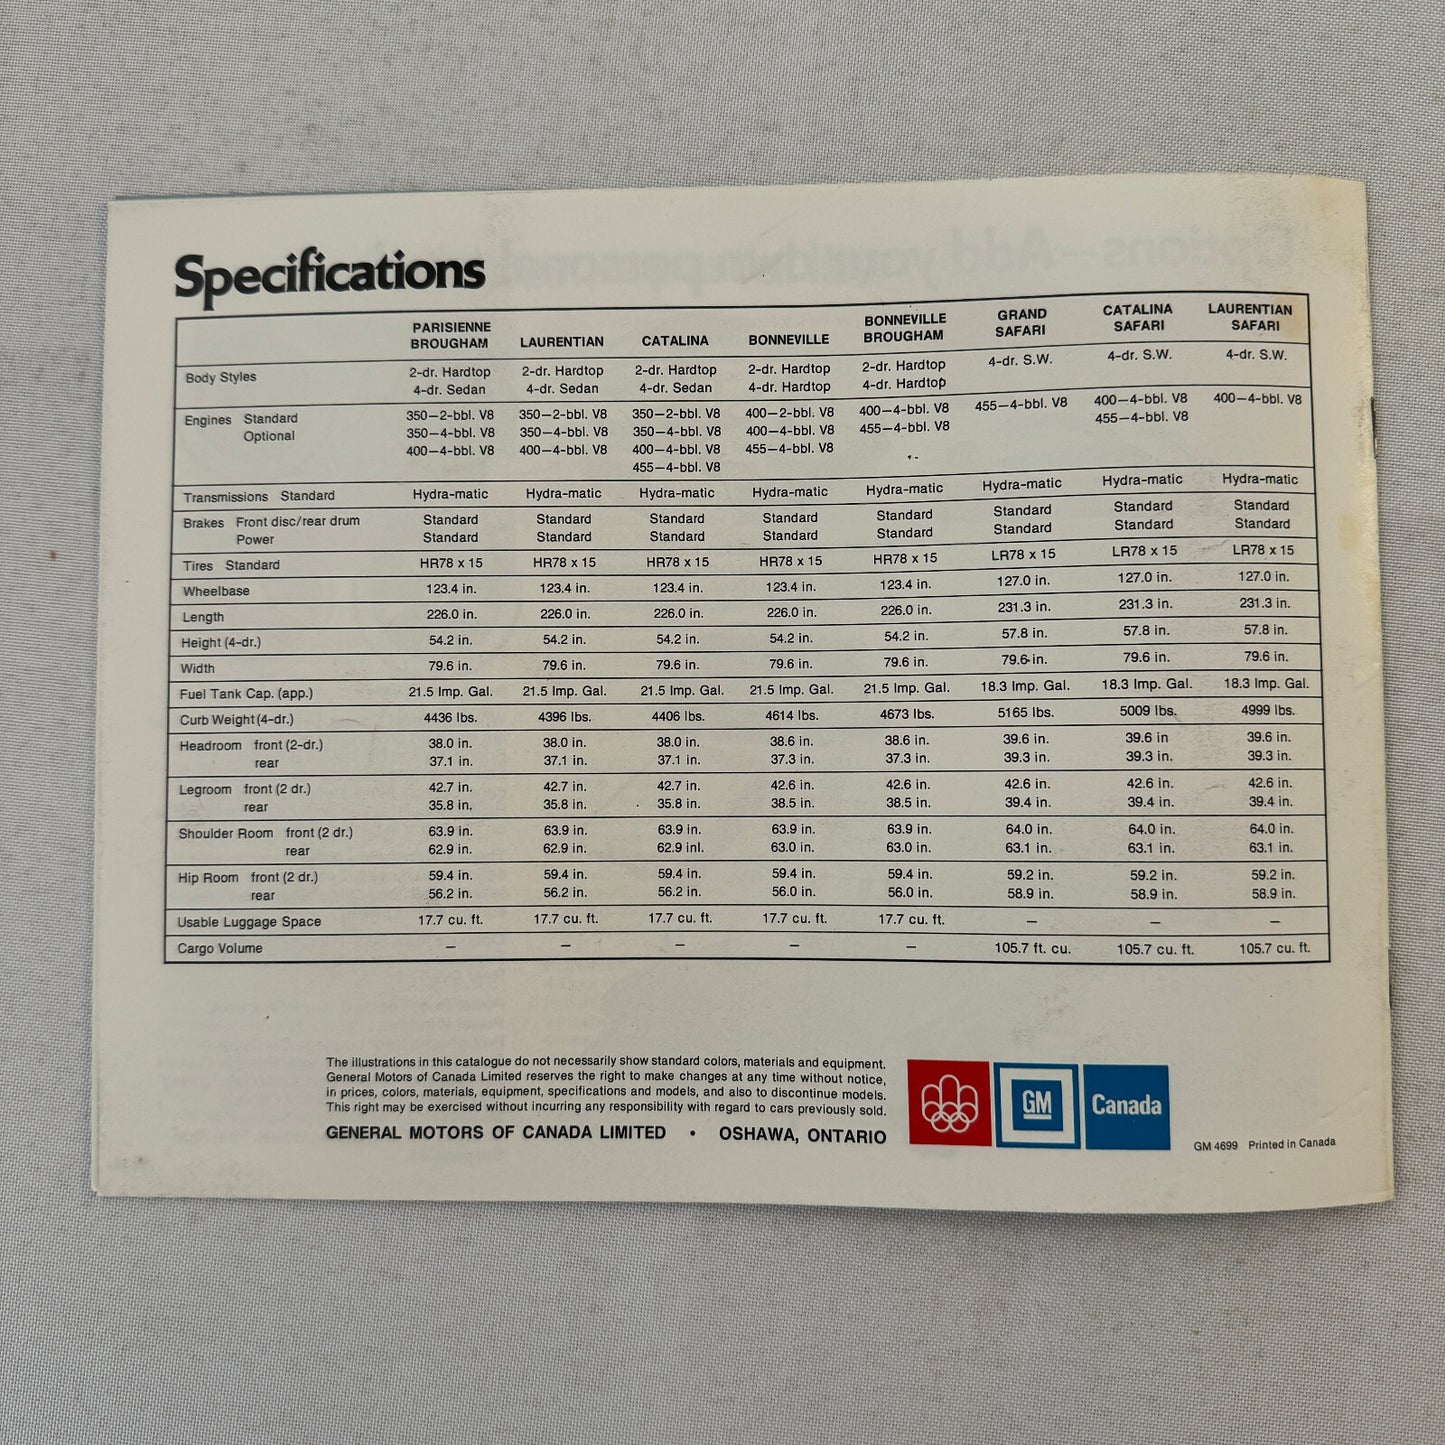 Specifications
PARISIENNE BROUGHAM LAURENTIAN CATALINA BONNEVILLE BONNEVILLE BROUGHAM GRAND SAFARI CATALINA SAFARI LAURENTIAN SAFARI
Body Styles 2-dr. Hardtop 2-dr. Hardtop 2-dr. Hardtop 2-dr. Hardtop 2-dr. Hardtop 4-dr. S.W. 4-dr. S.W. 4-dr. S.W.
4-dr. Sedan 4-dr. Sedan 4-dr. Sedan 4-dr. Hardtop 4-dr. Hardtop
Engines Standard 350—2-bbl. V8 350—2-bbl. V8 350—2-bbl. V8 400—2-bbl. V8 400—4-bbl. V8 455—4-bbl. V8 400—4-bbl. V8 400—4-bbl. V8
Optional 350—4-bbl. V8 350—4-bbl. V8 350—4-bbl. V8 400—4-bbl. V8 455—4-bbl. V8 455—4-bbl. V8
400—4-bbl. V8 400—4-bbl. V8 400—4-bbl. V8 455—4-bbl. V8
455—4-bbl. V8
Transmissions Standard Hydra-matic Hydra-matic Hydra-matic Hydra-matic Hydra-matic Hydra-matic Hydra-matic Hydra-matic
Brakes Front disc/rear drum Standard Standard Standard Standard Standard Standard Standard Standard
Power Standard Standard Standard Standard Standard Standard Standard Standard
Tires Standard HR78 x 15 HR78 x 15 HR78 x 15 HR78 x 15 HR78 x 15 LR78 x 15 LR78 x 15 LR78 x 15
Wheelbase 123.4 in. 123.4 in. 123.4 in. 123.4 in. 123.4 in. 127.0 in. 127.0 in. 127.0 in.
Length 226.0 in. 226.0 in. 226.0 in. 226.0 in. 226.0 in. 231.3 in. 231.3 in. 231.3 in.
Height (4-dr.) 54.2 in. 54.2 in. 54.2 in. 54.2 in. 54.2 in. 57.8 in. 57.8 in. 57.8 in.
Width 79.6 in. 79.6 in. 79.6 in. 79.6 in. 79.6 in. 79.6 in. 79.6 in. 79.6 in.
Fuel Tank Cap. (app.) 21.5 Imp. Gal. 21.5 Imp. Gal. 21.5 Imp. Gal. 21.5 Imp. Gal. 21.5 Imp. Gal. 18.3 Imp. Gal. 18.3 Imp. Gal. 18.3 Imp. Gal.
Curb Weight (4-dr.) 4436 lbs. 4396 lbs. 4406 lbs. 4614 lbs. 4673 lbs. 5165 lbs. 5009 lbs. 4999 lbs.
Headroom front (2-dr.) 38.0 in. 38.0 in. 38.0 in. 38.6 in. 38.6 in. 39.6 in. 39.6 in 39.6 in.
rear 37.1 in. 37.1 in. 37.1 in. 37.3 in. 37.3 in. 39.3 in. 39.3 in. 39.3 in.
Legroom front (2 dr.) 42.7 in. 42.7 in. 42.7 in. 42.6 in. 42.6 in. 42.6 in. 42.6 in. 42.6 in.
rear 35.8 in. 35.8 in. 35.8 in. 38.5 in. 38.5 in. 39.4 in. 39.4 in. 39.4 in.
Shoulder Room front (2 dr.) 63.9 in. 63.9 in. 63.9 in. 63.9 in. 63.9 in. 64.0 in. 64.0 in. 64.0 in.
rear 62.9 in. 62.9 in. 62.9 inl. 63.0 in. 63.0 in. 63.1 in. 63.1 in. 63.1 in.
Hip Room front (2 dr.) 59.4 in. 59.4 in. 59.4 in. 59.4 in. 59.4 in. 59.2 in. 59.2 in. 59.2 in.
rear 56.2 in. 56.2 in. 56.2 in. 56.0 in. 56.0 in. 58.9 in. 58.9 in. 58.9 in.
Usable Luggage Space 17.7 cu. ft. 17.7 cu. ft. 17.7 cu. ft. 17.7 cu. ft. 17.7 cu. ft. — — —
Cargo Volume — — — — — 105.7 ft. cu. 105.7 cu. ft. 105.7 cu. ft.
The illustrations in this catalogue do not necessarily show standard colors, materials and equipment.
General Motors of Canada Limited reserves the right to make changes at any time without notice,
in prices, colors, materials, equipment, specifications and models, and also to discontinue models.
This right may be exercised without incurring any responsibility with regard to cars previously sold.
GENERAL MOTORS OF CANADA LIMITED • OSHAWA, ONTARIO
GM
Canada
GM 4699 Printed in Canada